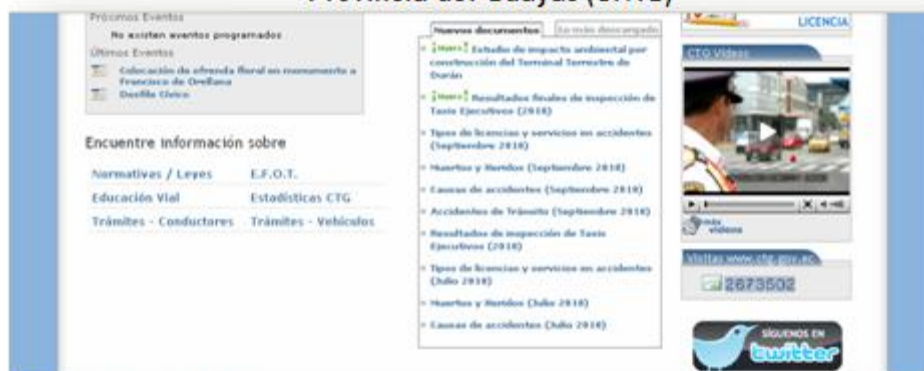 Próximos Eventos
No existen eventos programados
Últimos Eventos
Colocación de ofrenda floral en monumento a
Francisco de Orellana
Desfile Cívico
Encuentre información sobre
Normativas / Leyes
E.F.O.T.
Educación Vial
Estadísticas CTG
Trámites - Conductores
Trámites - Vehículos
Nuevos documentos
Lo más descargado
¡Nuevo! Estudio de impacto ambiental por
construcción del Terminal Terrestre de
Durán
¡Nuevo! Resultados finales de inspección de
Taxis Ejecutivos (2010)
Tipos de licencias y servicios en accidentes
(Septiembre 2010)
Muertos y Heridos (Septiembre 2010)
Causas de accidentes (Septiembre 2010)
Accidentes de Tránsito (Septiembre 2010)
Resultados de inspección de Taxis
Ejecutivos (2010)
Tipos de licencias y servicios en accidentes
(Julio 2010)
Muertos y Heridos (Julio 2010)
Causas de accidentes (Julio 2010)
LICENCIA
CTG Videos
más
videos
Visitas www.ctg.gov.ec
2673502
SÍGUENOS EN
twitter